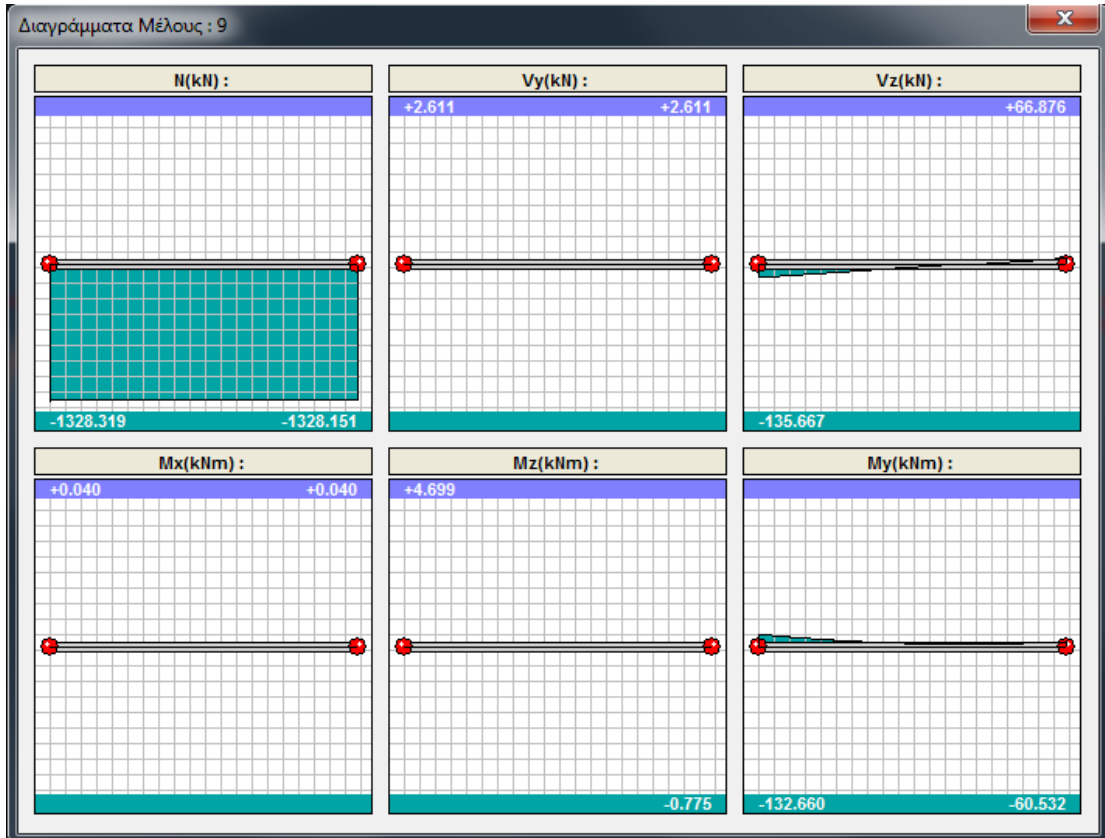 Διαγράμματα Μέλους : 9
N(kN) :
Vy(kN) :
Vz(kN) :
+2.611 +2.611
+66.876
-1328.319 -1328.151
-135.667
Mx(kNm) :
Mz(kNm) :
My(kNm) :
+0.040 +0.040
+4.699
-0.775
-132.660 -60.532